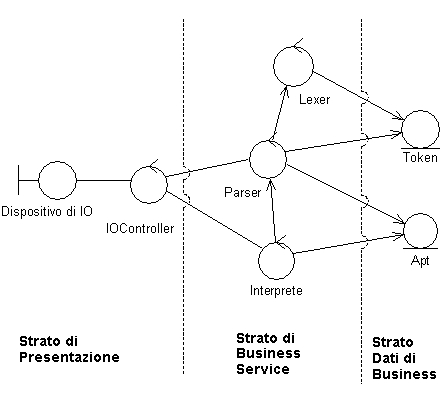 Lexer
Token
Parser
Dispositivo di IO
IOController
Apt
Interprete
Strato di
Presentazione
Strato di
Business
Service
Strato
Dati di
Business